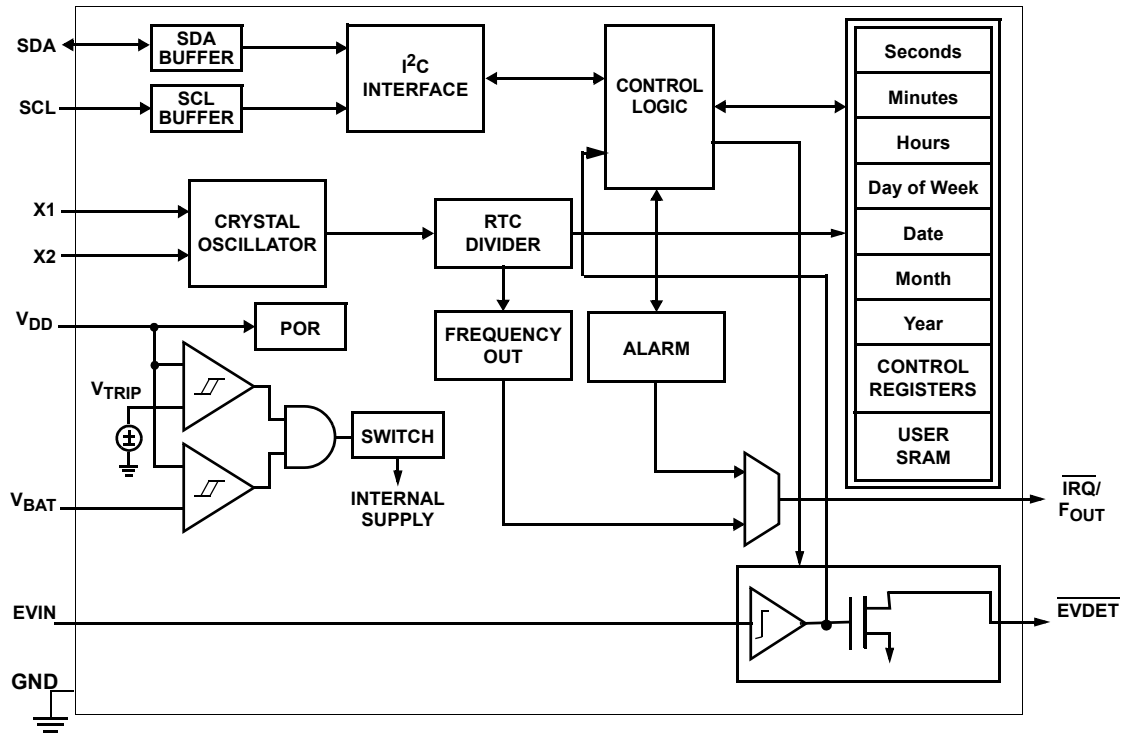 SDA
SDA
BUFFER
SCL
SCL
BUFFER
I²C
INTERFACE
CONTROL
LOGIC
Seconds
Minutes
Hours
Day of Week
Date
Month
Year
CONTROL
REGISTERS
USER
SRAM
X1
X2
CRYSTAL
OSCILLATOR
RTC
DIVIDER
VDD
POR
FREQUENCY
OUT
ALARM
VTRIP
SWITCH
INTERNAL
SUPPLY
VBAT
IRQ/
FOUT
EVIN
EVDET
GND